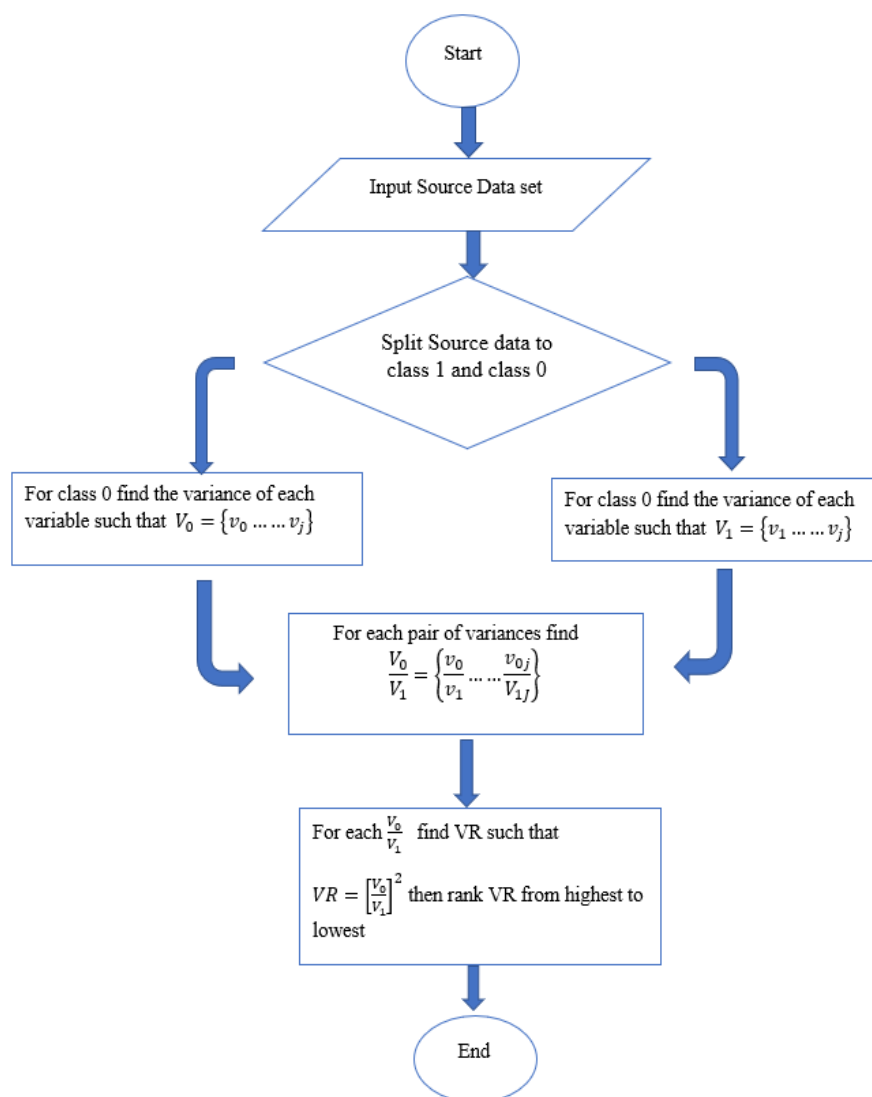 Start
Input Source Data set
Split Source data to
class 1 and class 0
For class 0 find the variance of each
variable such that V₀ = {v₀ … … vⱼ}
For class 0 find the variance of each
variable such that V₁ = {v₁ … … vⱼ}
For each pair of variances find
V₀/V₁ = {v₀/v₁ … … v₀ⱼ/V₁J}
For each V₀/V₁ find VR such that
VR = [V₀/V₁]² then rank VR from highest to
lowest
End